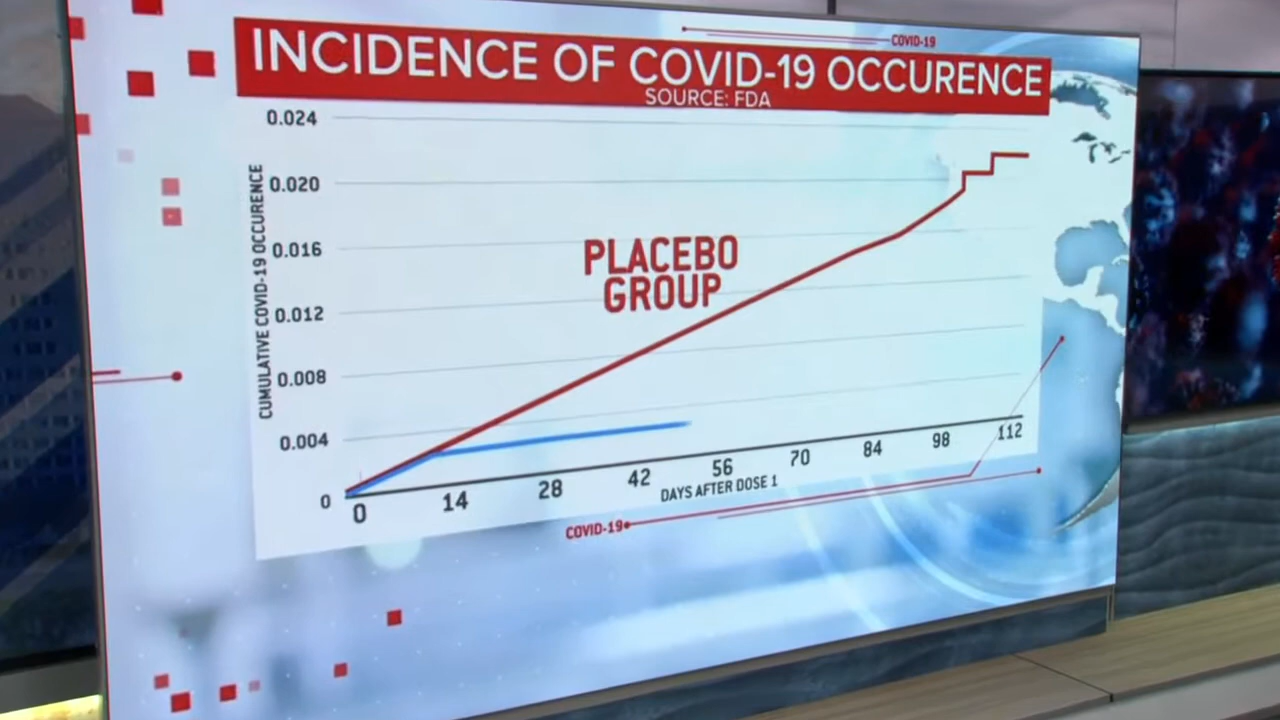 COVID-19
INCIDENCE OF COVID-19 OCCURENCE
SOURCE: FDA
0.024
0.020
0.016
0.012
0.008
0.004
0
CUMULATIVE COVID-19 OCCURENCE
PLACEBO
GROUP
0 14 28 42 56 70 84 98 112
DAYS AFTER DOSE 1
COVID-19